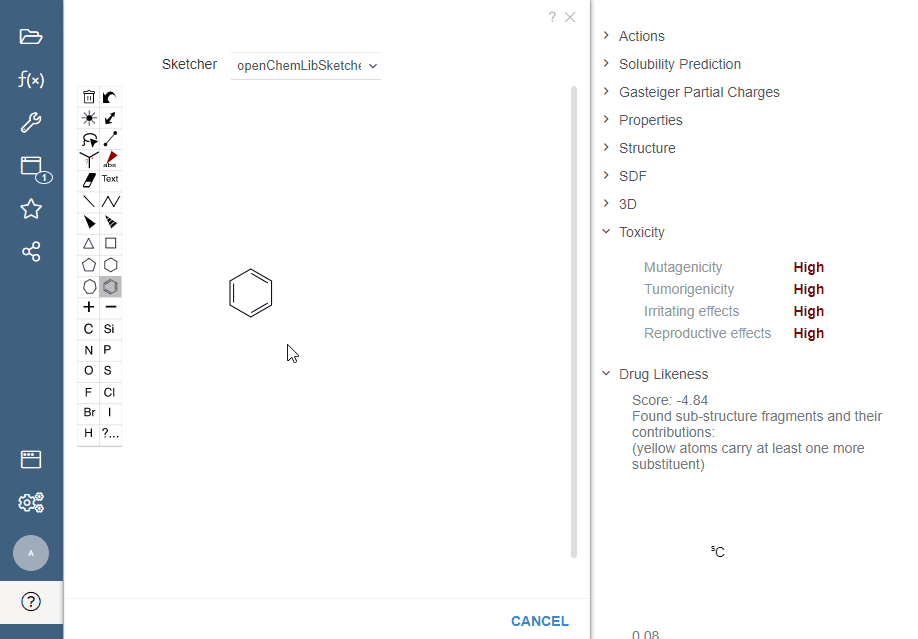 ?
Sketcher
openChemLibSketche
f(x)
1
abs
Text
C Si
N P
O S
F Cl
Br I
H ?...
A
?
CANCEL
Actions
Solubility Prediction
Gasteiger Partial Charges
Properties
Structure
SDF
3D
Toxicity
Mutagenicity High
Tumorigenicity High
Irritating effects High
Reproductive effects High
Drug Likeness
Score: -4.84
Found sub-structure fragments and their
contributions:
(yellow atoms carry at least one more
substituent)
sC
0.08